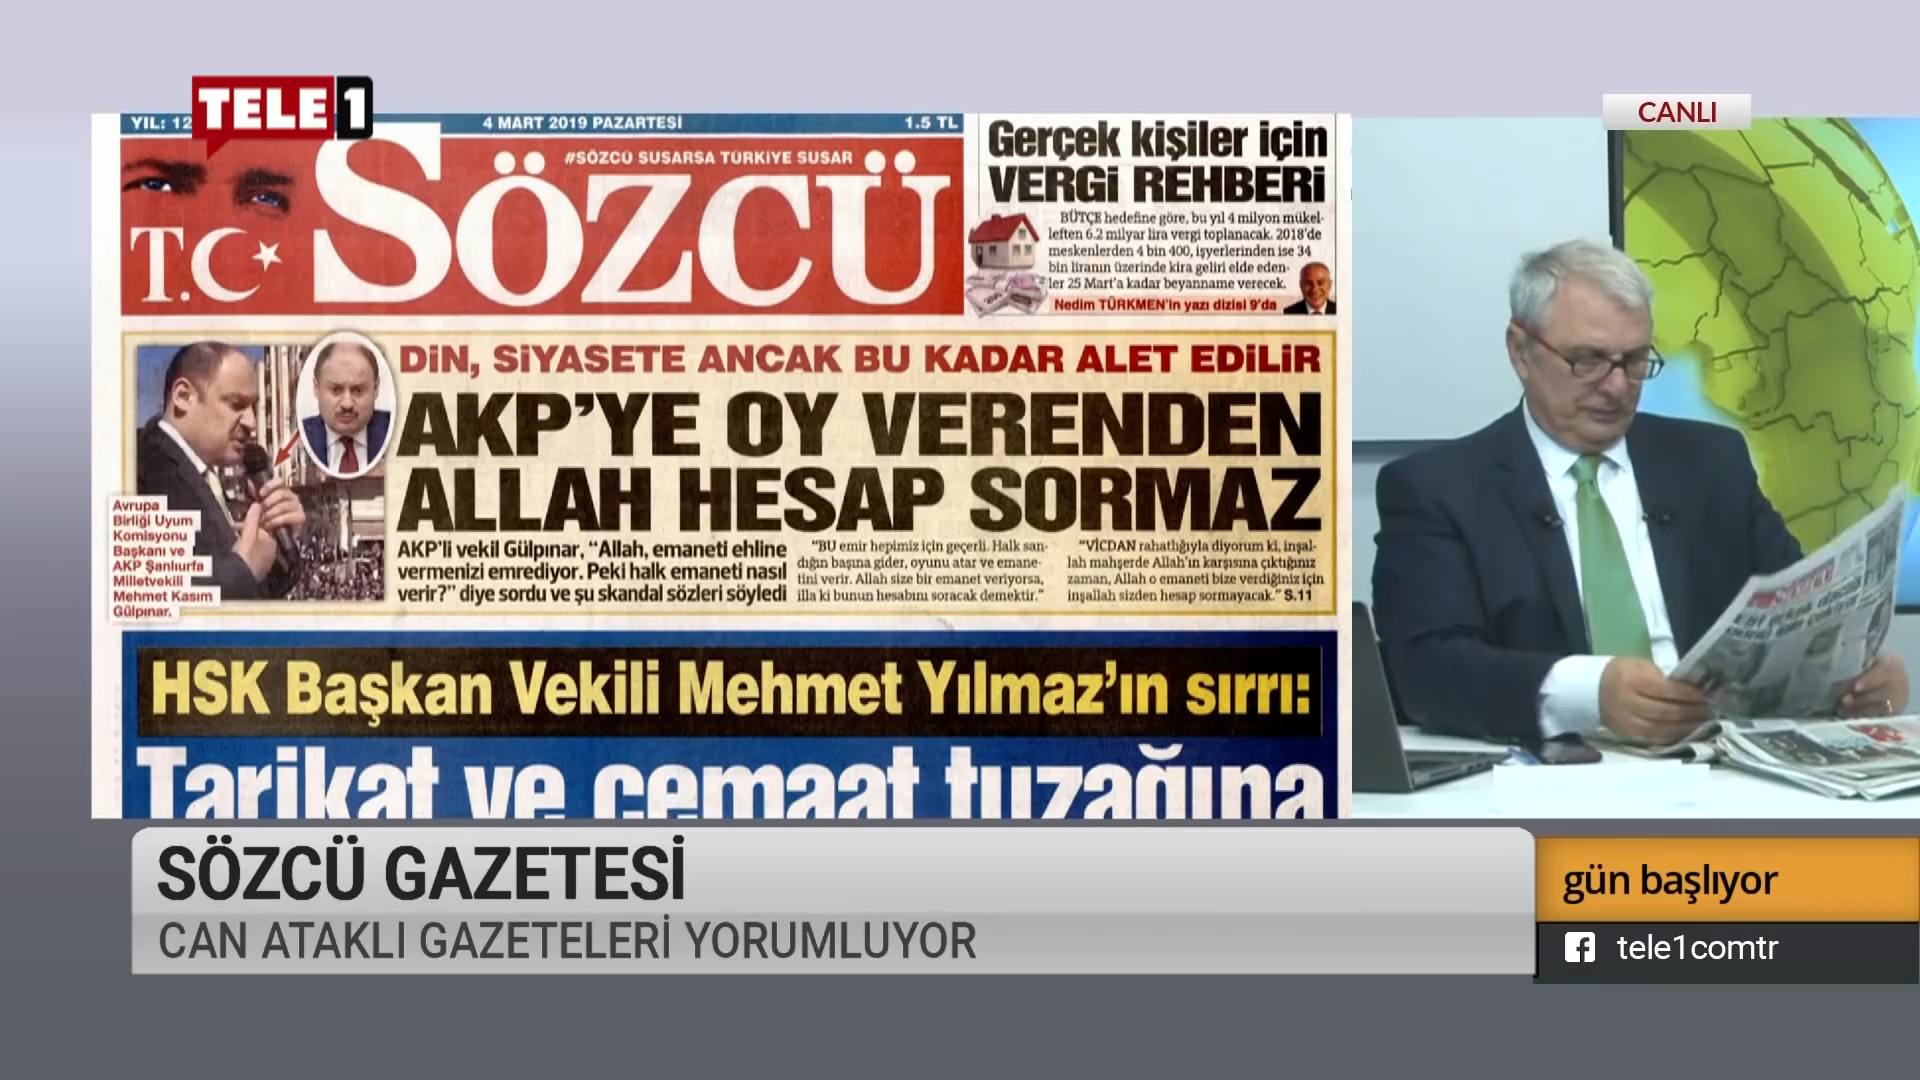 TELE1
CANLI
YIL: 12
4 MART 2019 PAZARTESİ
1.5 TL
#SÖZCÜ SUSARSA TÜRKİYE SUSAR
T.C
SÖZCÜ
Gerçek kişiler için
VERGİ REHBERİ
BÜTÇE hedefine göre, bu yıl 4 milyon mükel-
leften 6.2 milyar lira vergi toplanacak. 2018'de
meskenlerden 4 bin 400, işyerlerinden ise 34
bin liranın üzerinde kira geliri elde eden-
ler 25 Mart'a kadar beyanname verecek.
Nedim TÜRKMEN'in yazı dizisi 9'da
DİN, SİYASETE ANCAK BU KADAR ALET EDİLİR
AKP'YE OY VERENDEN
ALLAH HESAP SORMAZ
Avrupa
Birliği Uyum
Komisyonu
Başkanı ve
AKP Şanlıurfa
Milletvekili
Mehmet Kasım
Gülpınar.
AKP'li vekil Gülpınar, "Allah, emaneti ehline
vermenizi emrediyor. Peki halk emaneti nasıl
verir?" diye sordu ve şu skandal sözleri söyledi
"BU emir hepimiz için geçerli. Halk san-
dığın başına gider, oyunu atar ve emane-
tini verir. Allah size bir emanet veriyorsa,
illa ki bunun hesabını soracak demektir."
"VİCDAN rahatlığıyla diyorum ki, inşal-
lah mahşerde Allah'ın karşısına çıktığınız
zaman, Allah o emaneti bize verdiğiniz için
inşallah sizden hesap sormayacak." S.11
HSK Başkan Vekili Mehmet Yılmaz'ın sırrı:
Tarikat ve cemaat tuzağına
SÖZCÜ GAZETESİ
CAN ATAKLI GAZETELERİ YORUMLUYOR
gün başlıyor
tele1comtr